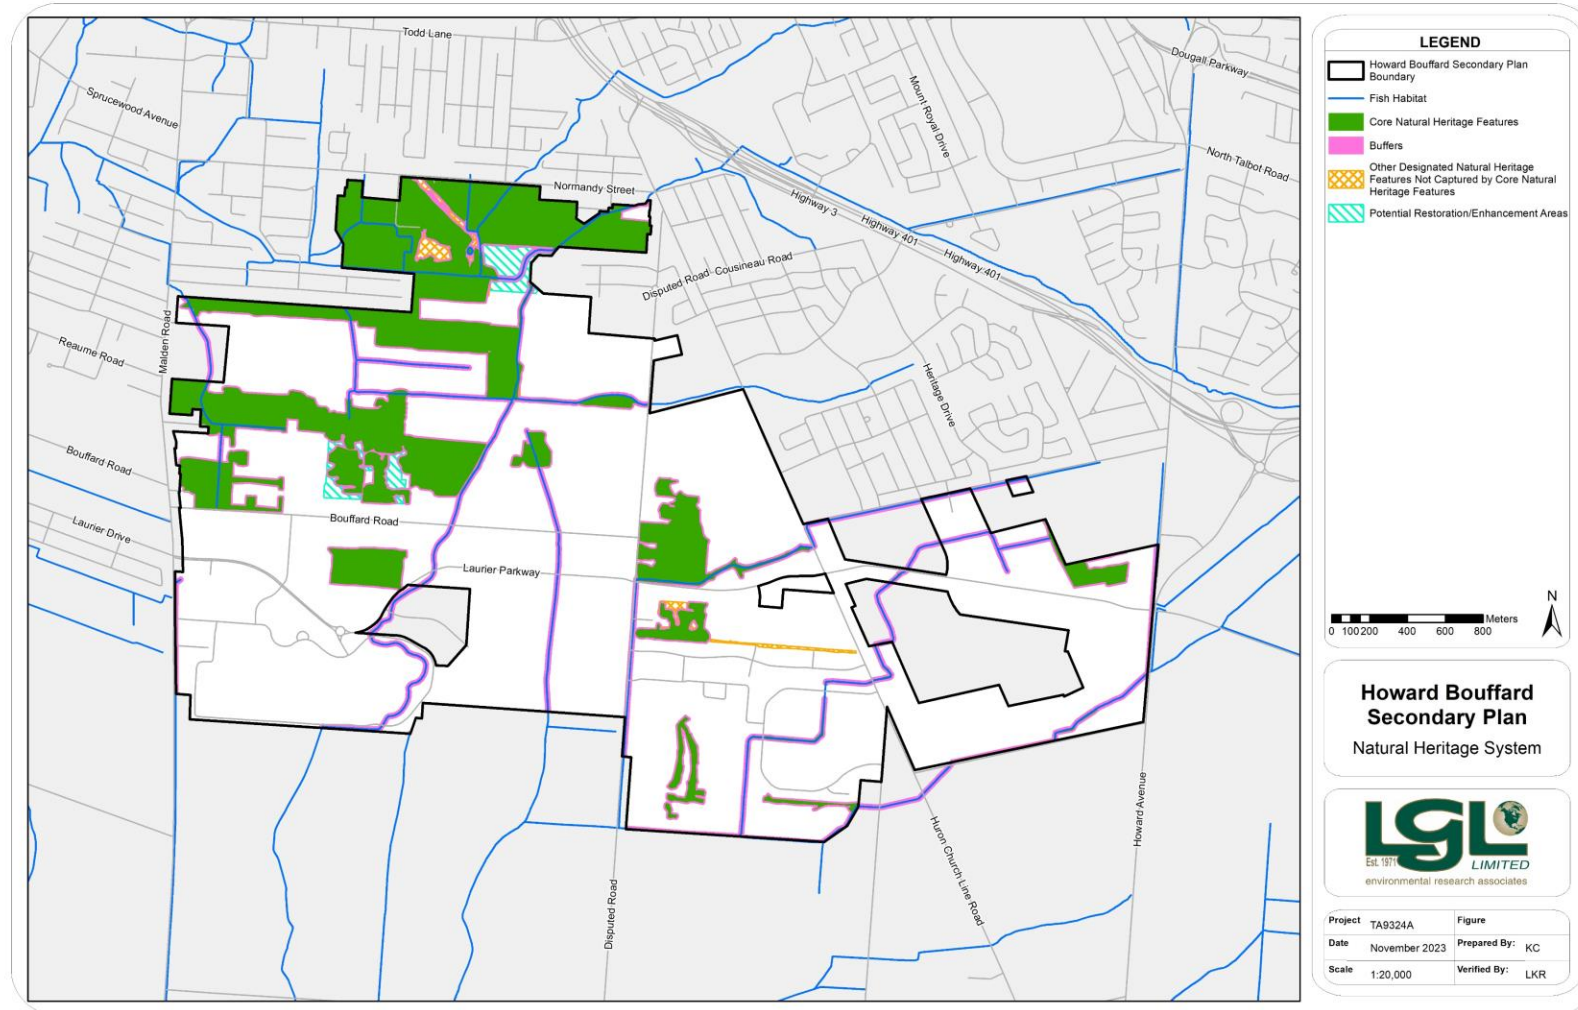 Todd Lane
Dougall Parkway
Sprucewood Avenue
Mount Royal Drive
North Talbot Road
Normandy Street
Highway 3
Highway 401
Highway 401
Disputed Road
Cousineau Road
Malden Road
Reaume Road
Heritage Drive
Bouffard Road
Bouffard Road
Laurier Drive
Laurier Parkway
Howard Avenue
Huron Church Line Road
Disputed Road
LEGEND
Howard Bouffard Secondary Plan
Boundary
Fish Habitat
Core Natural Heritage Features
Buffers
Other Designated Natural Heritage
Features Not Captured by Core Natural
Heritage Features
Potential Restoration/Enhancement Areas
N
Meters
0 100 200 400 600 800
Howard Bouffard
Secondary Plan
Natural Heritage System
LGL
Est. 1971
LIMITED
environmental research associates
Project TA9324A Figure
Date November 2023 Prepared By: KC
Scale 1:20,000 Verified By: LKR